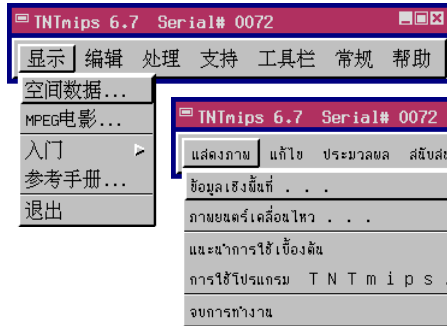 TNTmips 6.7 Serial# 0072
显示 编辑 处理 支持 工具栏 常规 帮助
空间数据...
MPEG电影...
入门
参考手册...
退出
TNTmips 6.7 Serial# 0072
แสดงภาพ แก้ไข ประมวลผล
ข้อมูลเชิงพื้นที่ . . .
ภาพยนตร์เคลื่อนไหว . . .
แนะนำการใช้เบื้องต้น
การใช้โปรแกรม T N T m i p s .
จบการทำงาน